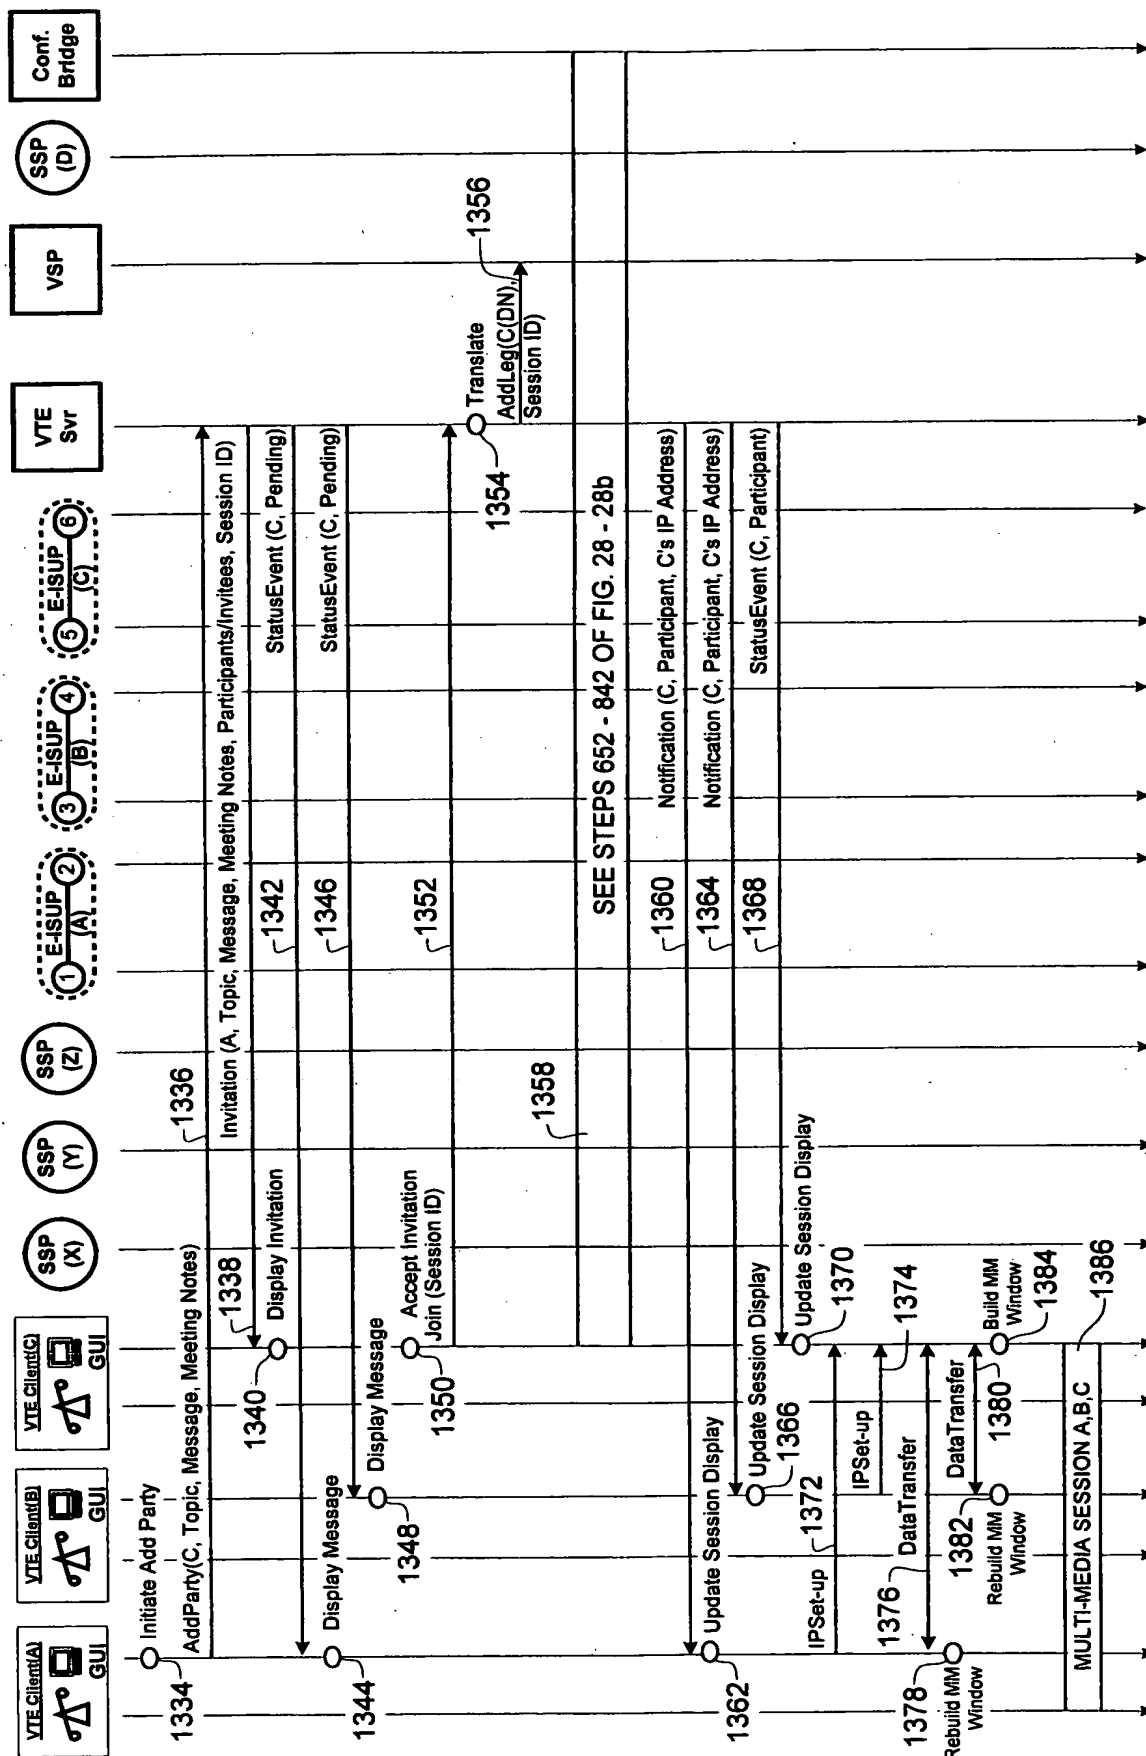 VTE Client(A)
GUI
VTE Client(B)
GUI
VTE Client(C)
GUI
SSP
(X)
SSP
(Y)
SSP
(Z)
1
E-ISUP
(A)
2
3
E-ISUP
(B)
4
5
E-ISUP
(C)
6
VTE
Svr
VSP
SSP
(D)
Conf.
Bridge
Initiate Add Party
1334
AddParty(C, Topic, Message, Meeting Notes)
1336
Invitation (A, Topic, Message, Meeting Notes, Participants/Invitees, Session ID)
1338
Display Invitation
1340
StatusEvent (C, Pending)
1342
Display Message
1344
StatusEvent (C, Pending)
1346
Display Message
1348
Accept Invitation
Join (Session ID)
1350
1352
Translate
1354
AddLeg(C(DN),
Session ID)
1356
1358
SEE STEPS 652 - 842 OF FIG. 28 - 28b
Notification (C, Participant, C's IP Address)
1360
Update Session Display
1362
Notification (C, Participant, C's IP Address)
1364
Update Session Display
1366
StatusEvent (C, Participant)
1368
Update Session Display
1370
IPSet-up
1372
IPSet-up
1374
DataTransfer
1376
1378
Rebuild MM
Window
DataTransfer
1380
1382
Rebuild MM
Window
Build MM
Window
1384
MULTI-MEDIA SESSION A,B,C
1386